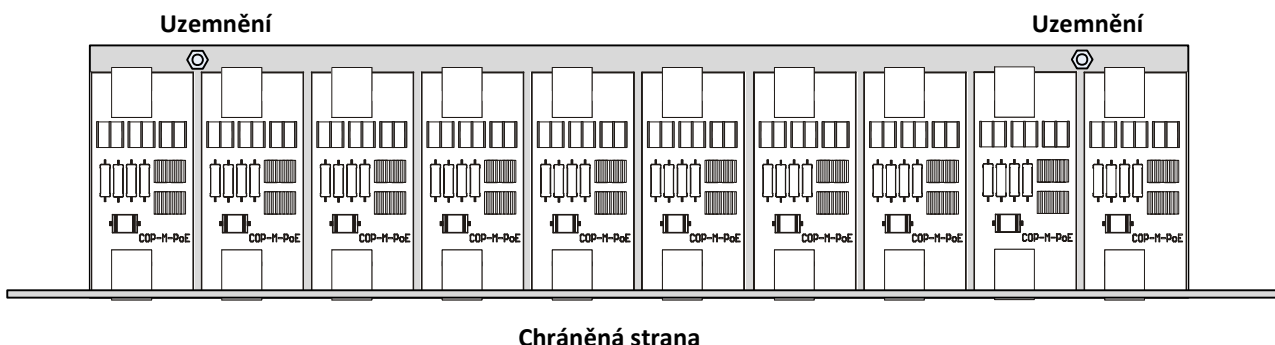 Uzemnění Uzemnění
COP-M-PoE COP-M-PoE COP-M-PoE COP-M-PoE COP-M-PoE COP-M-PoE COP-M-PoE COP-M-PoE COP-M-PoE COP-M-PoE
Chráněná strana